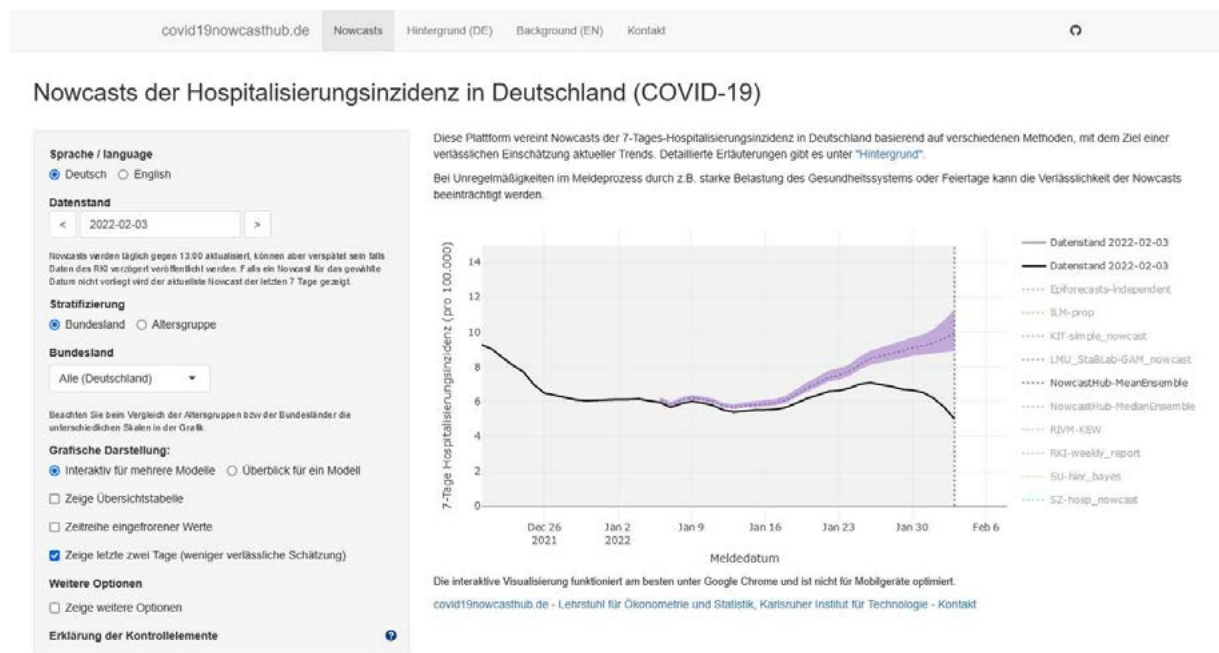 covid19nowcasthub.de Nowcasts Hintergrund (DE) Background (EN) Kontakt
Nowcasts der Hospitalisierungsinzidenz in Deutschland (COVID-19)
Sprache / language
Deutsch English
Datenstand
< 2022-02-03 >
Nowcasts werden täglich gegen 13:00 aktualisiert, können aber verspätet sein falls
Daten des RKI verzögert veröffentlicht werden. Falls ein Nowcast für das gewählte
Datum nicht vorliegt wird der aktuellste Nowcast der letzten 7 Tage gezeigt.
Stratifizierung
Bundesland Altersgruppe
Bundesland
Alle (Deutschland)
Beachten Sie beim Vergleich der Altersgruppen bzw der Bundesländer die
unterschiedlichen Skalen in der Grafik.
Grafische Darstellung:
Interaktiv für mehrere Modelle Überblick für ein Modell
Zeige Übersichtstabelle
Zeitreihe eingefrorener Werte
Zeige letzte zwei Tage (weniger verlässliche Schätzung)
Weitere Optionen
Zeige weitere Optionen
Erklärung der Kontrollelemente ?
Diese Plattform vereint Nowcasts der 7-Tages-Hospitalisierungsinzidenz in Deutschland basierend auf verschiedenen Methoden, mit dem Ziel einer
verlässlichen Einschätzung aktueller Trends. Detaillierte Erläuterungen gibt es unter "Hintergrund".
Bei Unregelmäßigkeiten im Meldeprozess durch z.B. starke Belastung des Gesundheitssystems oder Feiertage kann die Verlässlichkeit der Nowcasts
beeinträchtigt werden.
7-Tage Hospitalisierungsinzidenz (pro 100.000)
14
12
10
8
6
4
2
0
Dec 26 Jan 2 Jan 9 Jan 16 Jan 23 Jan 30 Feb 6
2021 2022
Meldedatum
Datenstand 2022-02-03
Datenstand 2022-02-03
Epiforecasts-independent
ILM-prop
KIT-simple_nowcast
LMU_StaBLab-GAM_nowcast
NowcastHub-MeanEnsemble
NowcastHub-MedianEnsemble
RIVM-KEW
RKI-weekly_report
SU-hier_bayes
SZ-hosp_nowcast
Die interaktive Visualisierung funktioniert am besten unter Google Chrome und ist nicht für Mobilgeräte optimiert.
covid19nowcasthub.de - Lehrstuhl für Ökonometrie und Statistik, Karlsruher Institut für Technologie - Kontakt